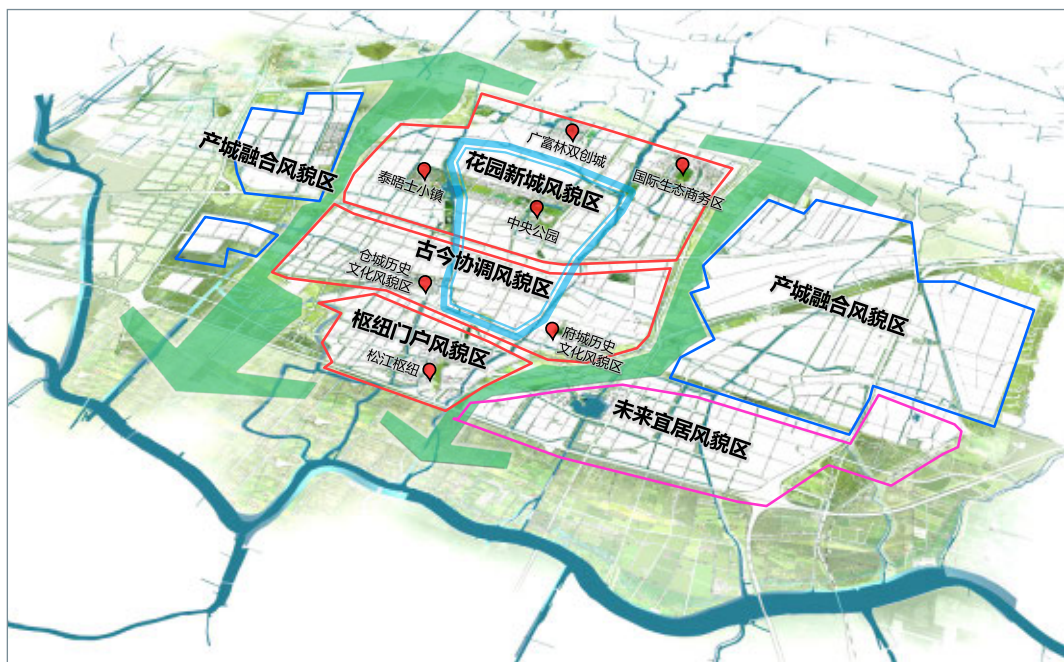 广富林双创城
产城融合风貌区
花园新城风貌区
国际生态商务区
泰晤士小镇
中央公园
古今协调风貌区
仓城历史
文化风貌区
产城融合风貌区
枢纽门户风貌区
府城历史
文化风貌区
松江枢纽
未来宜居风貌区